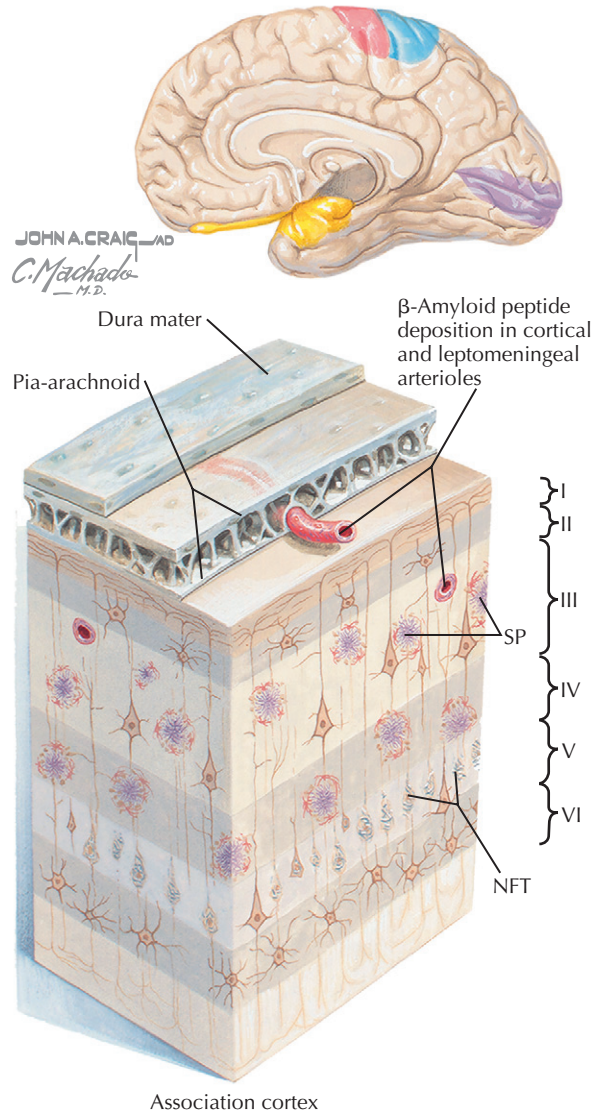 JOHN A. CRAIG_AD
C. Machado
_M.D.
Dura mater
β-Amyloid peptide
deposition in cortical
and leptomeningeal
arterioles
Pia-arachnoid
I
II
III
SP
IV
V
VI
NFT
Association cortex